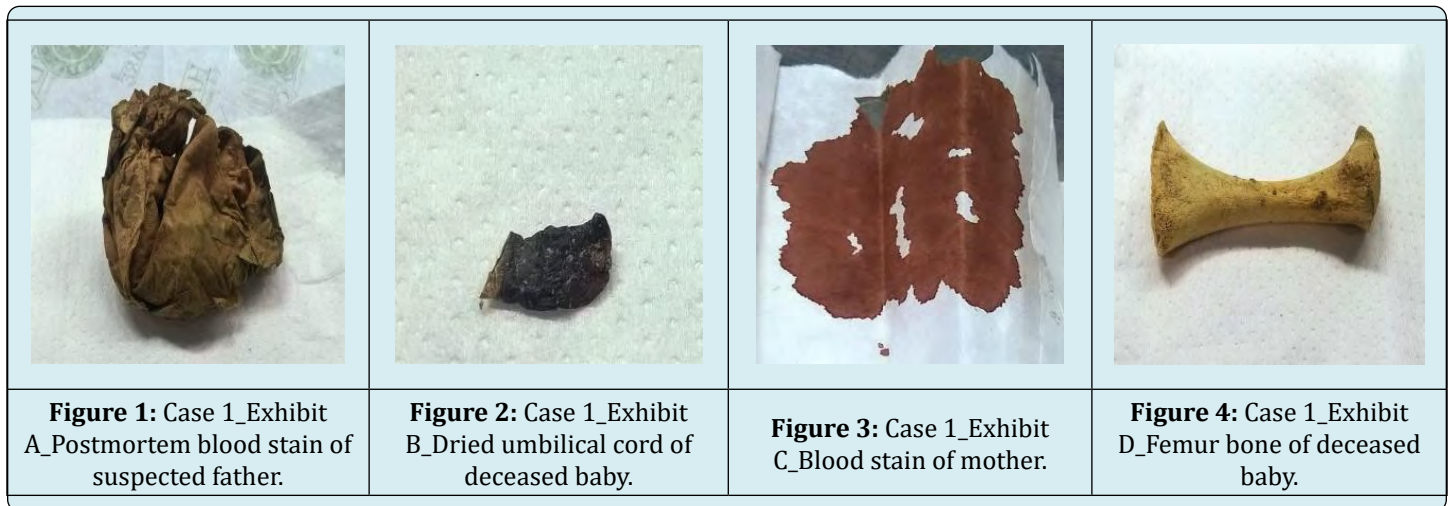 Figure 1: Case 1_Exhibit
A_Postmortem blood stain of
suspected father.
Figure 2: Case 1_Exhibit
B_Dried umbilical cord of
deceased baby.
Figure 3: Case 1_Exhibit
C_Blood stain of mother.
Figure 4: Case 1_Exhibit
D_Femur bone of deceased
baby.